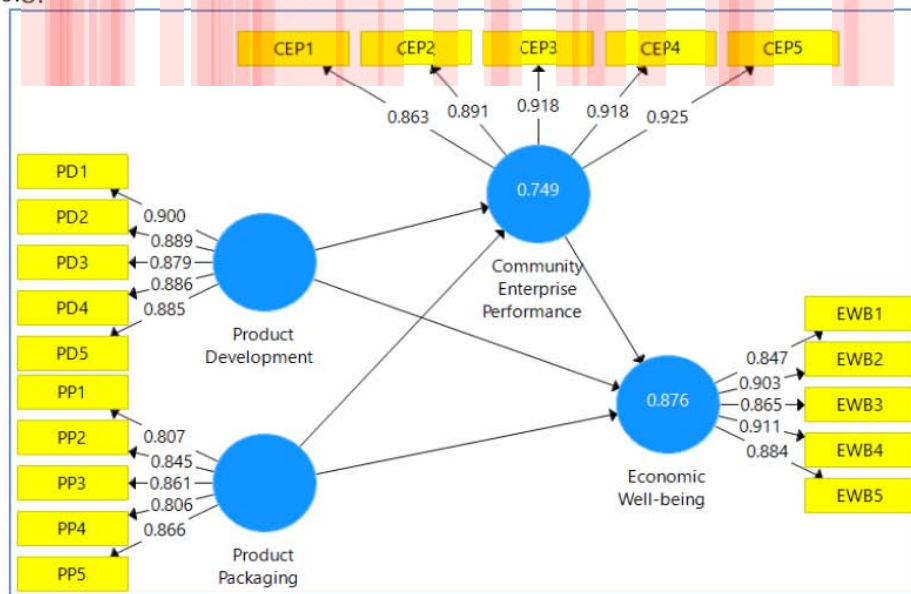 CEP1 CEP2 CEP3 CEP4 CEP5
0.863 0.891 0.918 0.918 0.925
0.749
Community
Enterprise
Performance
PD1
PD2
PD3
PD4
PD5
0.900
0.889
0.879
0.886
0.885
Product
Development
PP1
PP2
PP3
PP4
PP5
0.807
0.845
0.861
0.806
0.866
Product
Packaging
0.876
Economic
Well-being
0.847
0.903
0.865
0.911
0.884
EWB1
EWB2
EWB3
EWB4
EWB5